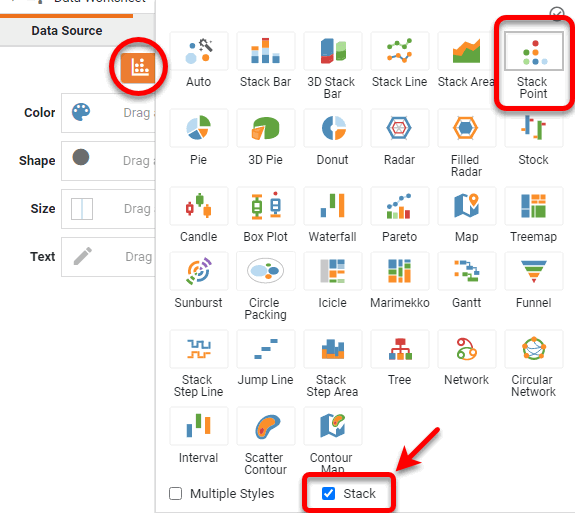 Data Worksheet
Data Source
Color
Drag a
Shape
Drag a
Size
Drag
Text
Drag
Auto
Stack Bar
3D Stack
Bar
Stack Line
Stack Area
Stack
Point
Pie
3D Pie
Donut
Radar
Filled
Radar
Stock
Candle
Box Plot
Waterfall
Pareto
Map
Treemap
Sunburst
Circle
Packing
Icicle
Marimekko
Gantt
Funnel
Stack
Step Line
Jump Line
Stack
Step Area
Tree
Network
Circular
Network
Interval
Scatter
Contour
Contour
Map
Multiple Styles
Stack